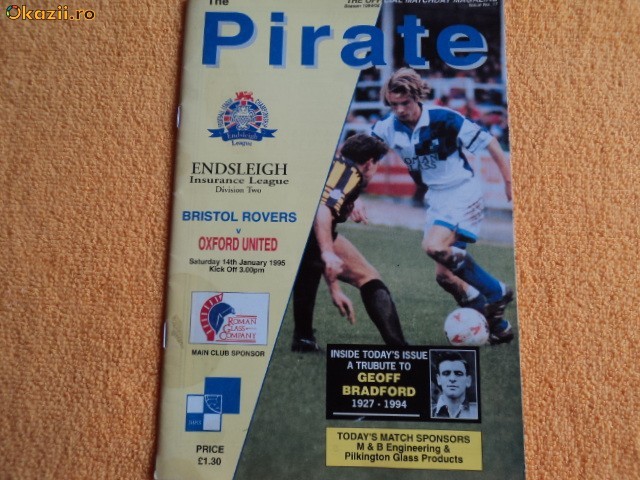 Okazii.ro
The
THE OFFICIAL MATCHDAY MAGAZINE
Pirate
Endsleigh
League
ENDSLEIGH
Insurance League
Division Two
BRISTOL ROVERS
v
OXFORD UNITED
Saturday 14th January 1995
Kick Off 3.00pm
ROMAN
GLASS
COMPANY
MAIN CLUB SPONSOR
INSIDE TODAY'S ISSUE
A TRUBUTE TO
GEOFF
BRADFORD
1927 - 1994
TODAY'S MATCH SPONSORS
M & B Engineering &
Pilkington Glass Products
PRICE
£1.30